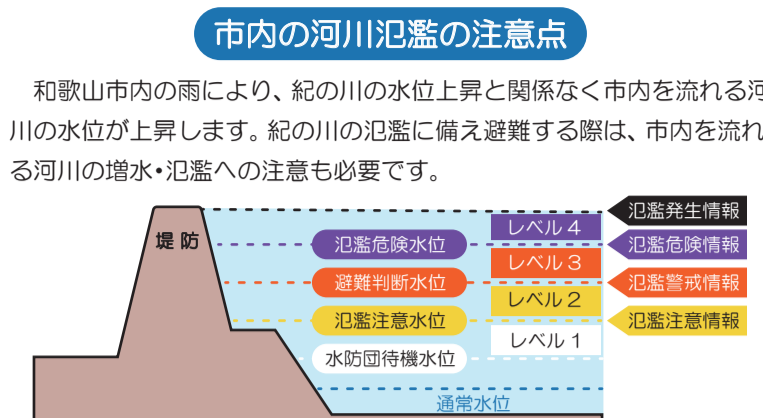 市内の河川氾濫の注意点
和歌山市内の雨により、紀の川の水位上昇と関係なく市内を流れる河
川の水位が上昇します。紀の川の氾濫に備え避難する際は、市内を流れ
る河川の増水・氾濫への注意も必要です。
氾濫発生情報
堤防
レベル4
氾濫危険水位
氾濫危険情報
レベル3
避難判断水位
氾濫警戒情報
レベル2
氾濫注意水位
氾濫注意情報
レベル1
水防団待機水位
通常水位